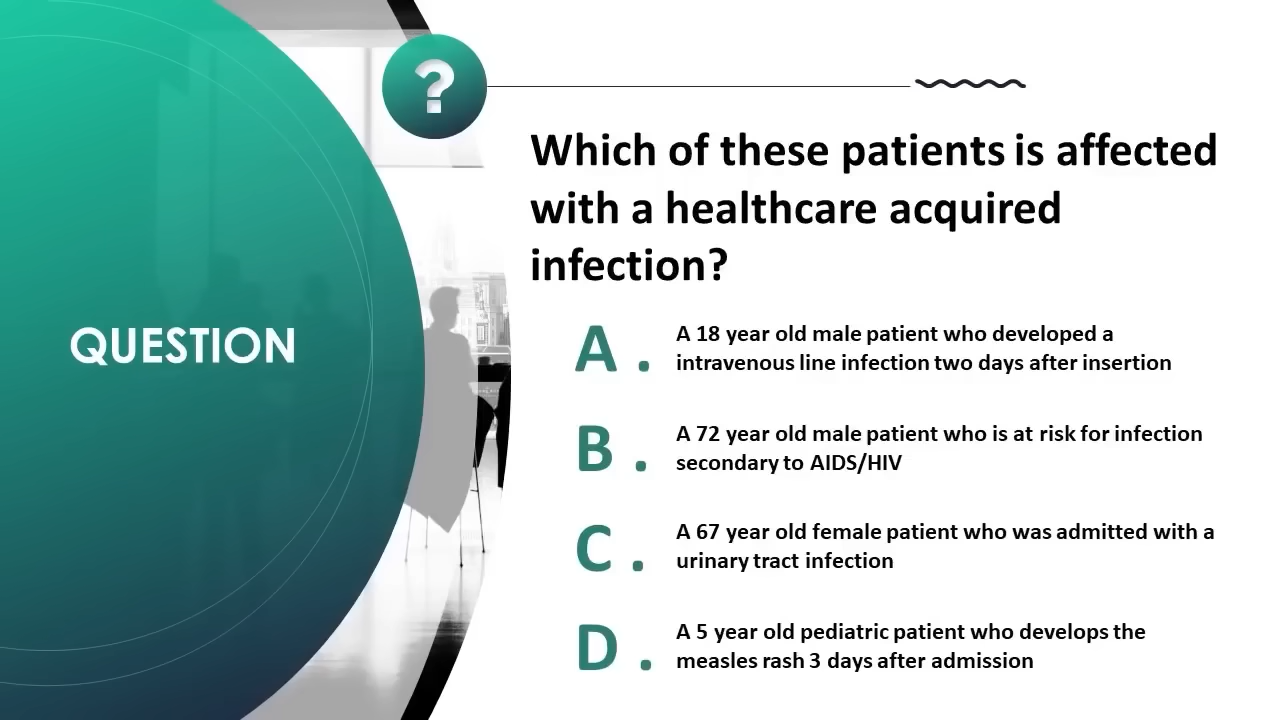 ?
Which of these patients is affected
with a healthcare acquired
infection?
QUESTION
A . A 18 year old male patient who developed a
intravenous line infection two days after insertion
B . A 72 year old male patient who is at risk for infection
secondary to AIDS/HIV
C . A 67 year old female patient who was admitted with a
urinary tract infection
D . A 5 year old pediatric patient who develops the
measles rash 3 days after admission